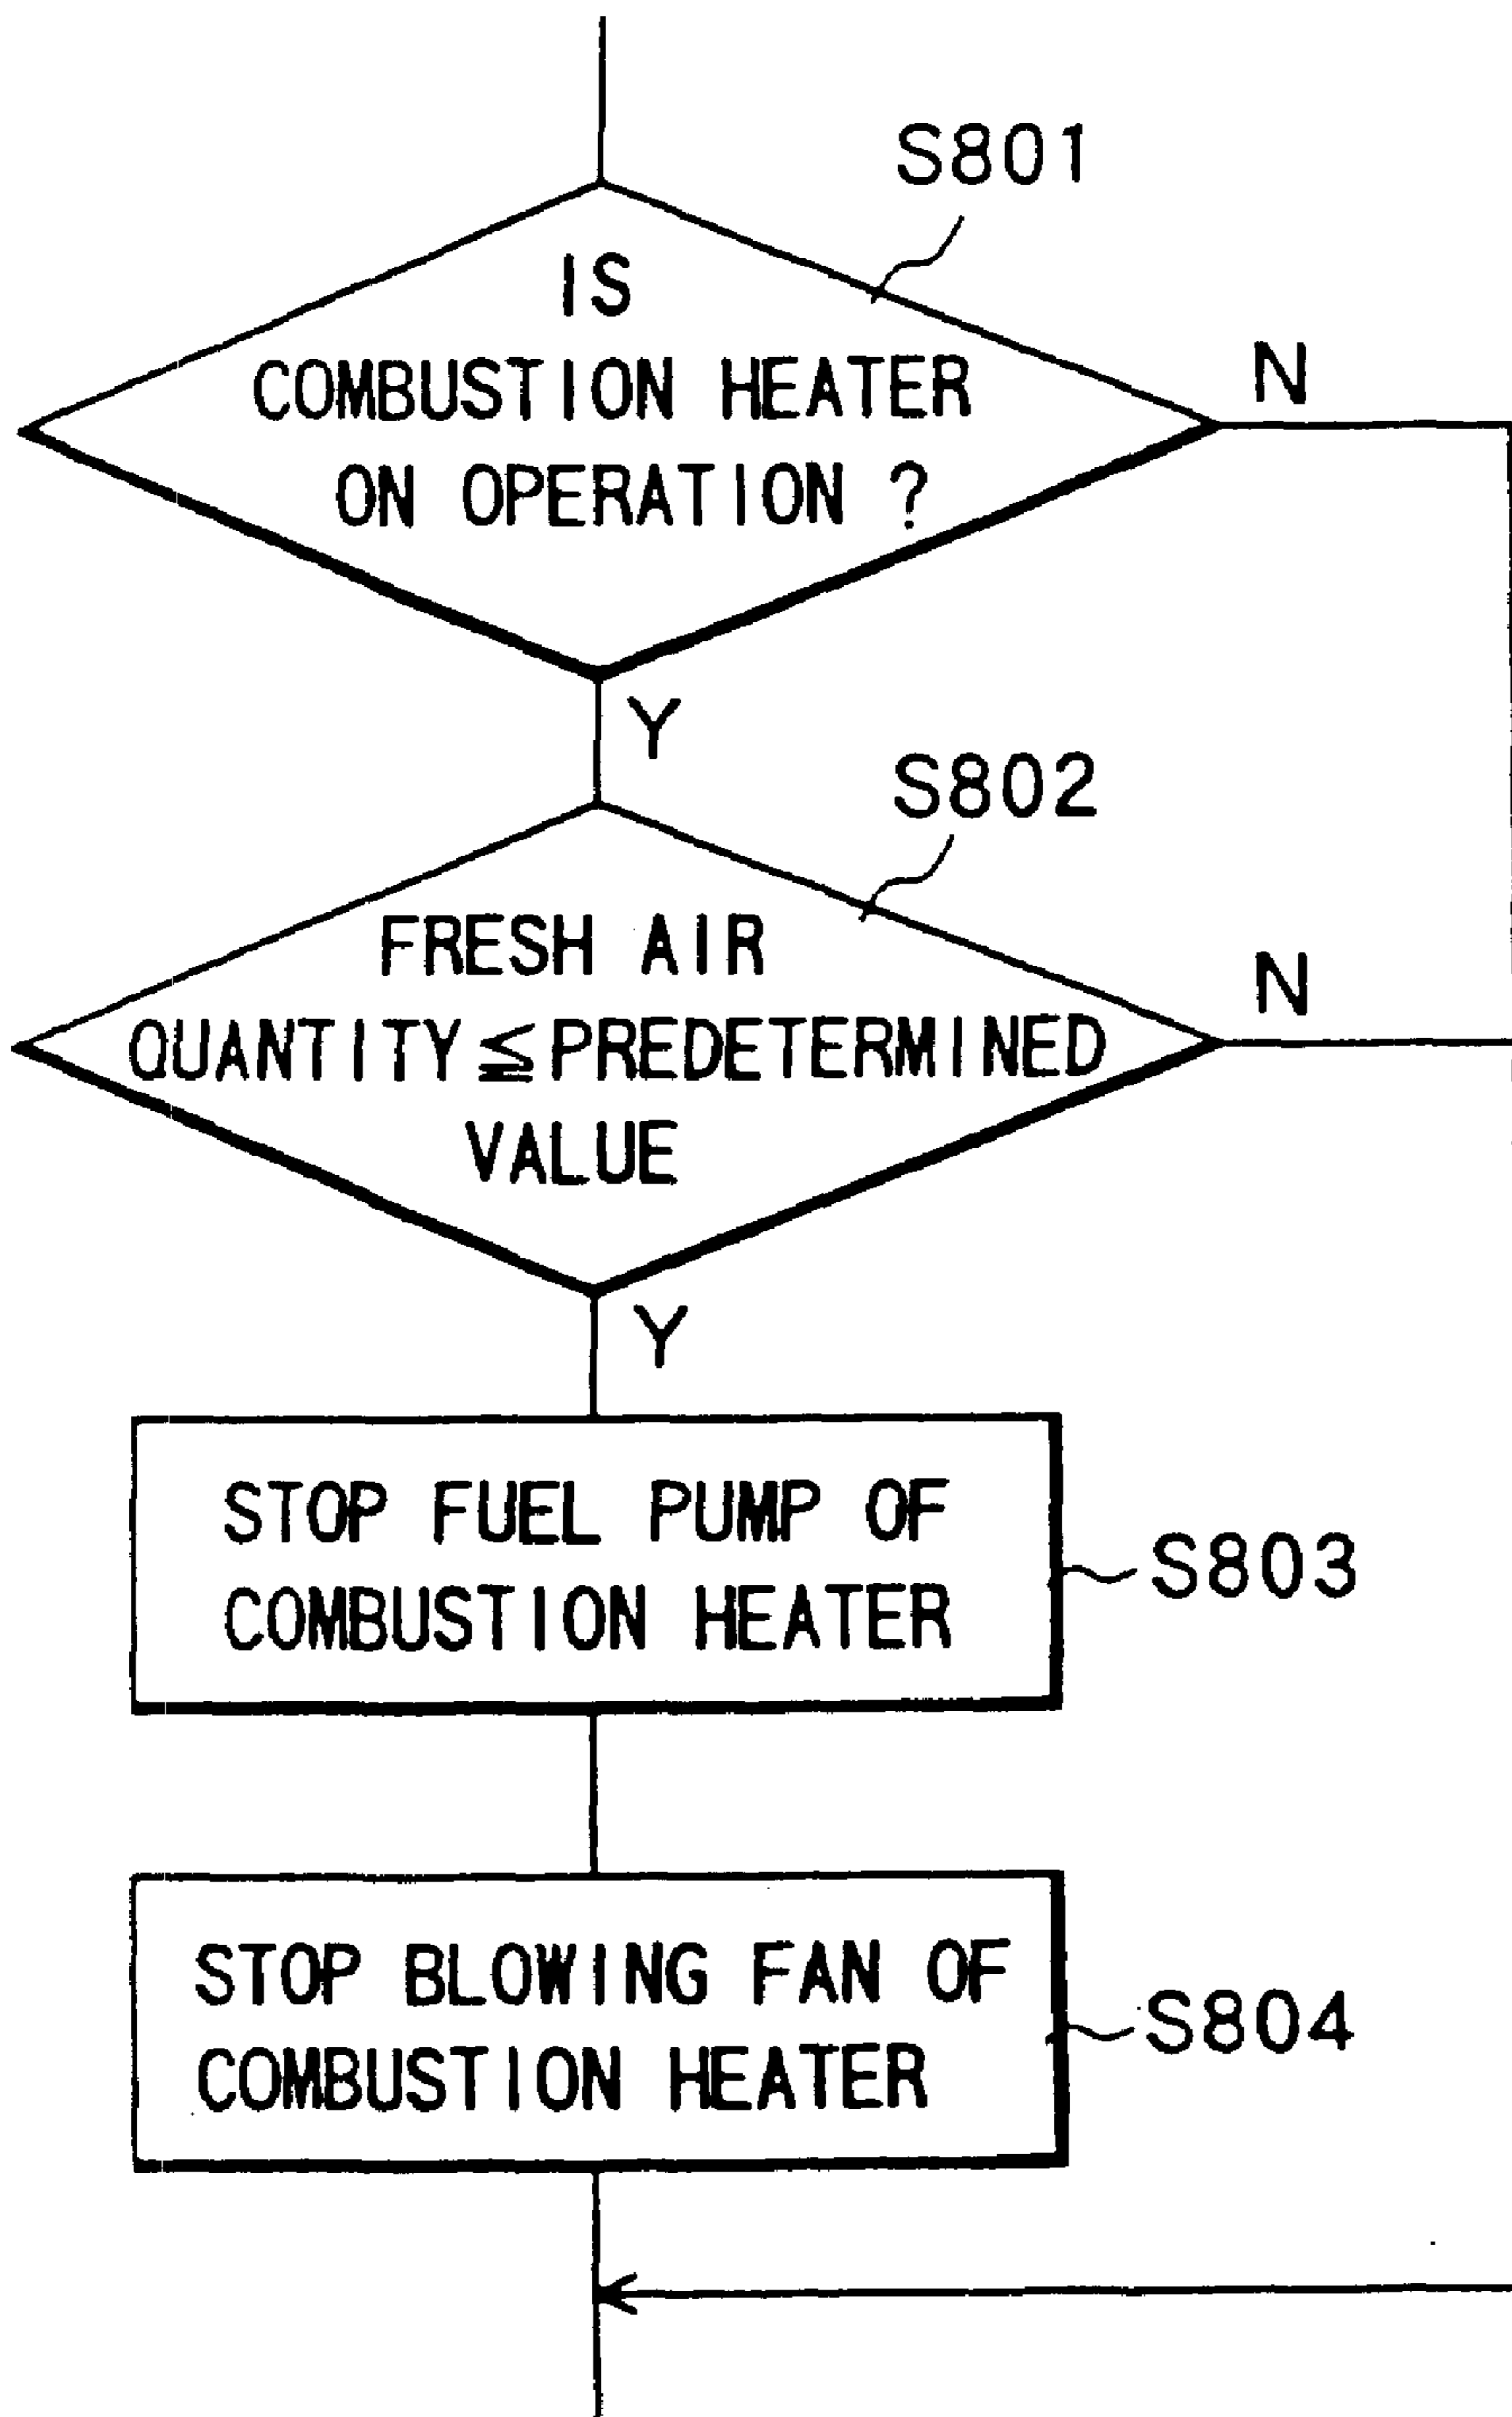 S801
IS
COMBUSTION HEATER
ON OPERATION ?
N
Y
S802
FRESH AIR
QUANTITY≦PREDETERMINED
VALUE
N
Y
STOP FUEL PUMP OF
COMBUSTION HEATER
S803
STOP BLOWING FAN OF
COMBUSTION HEATER
S804